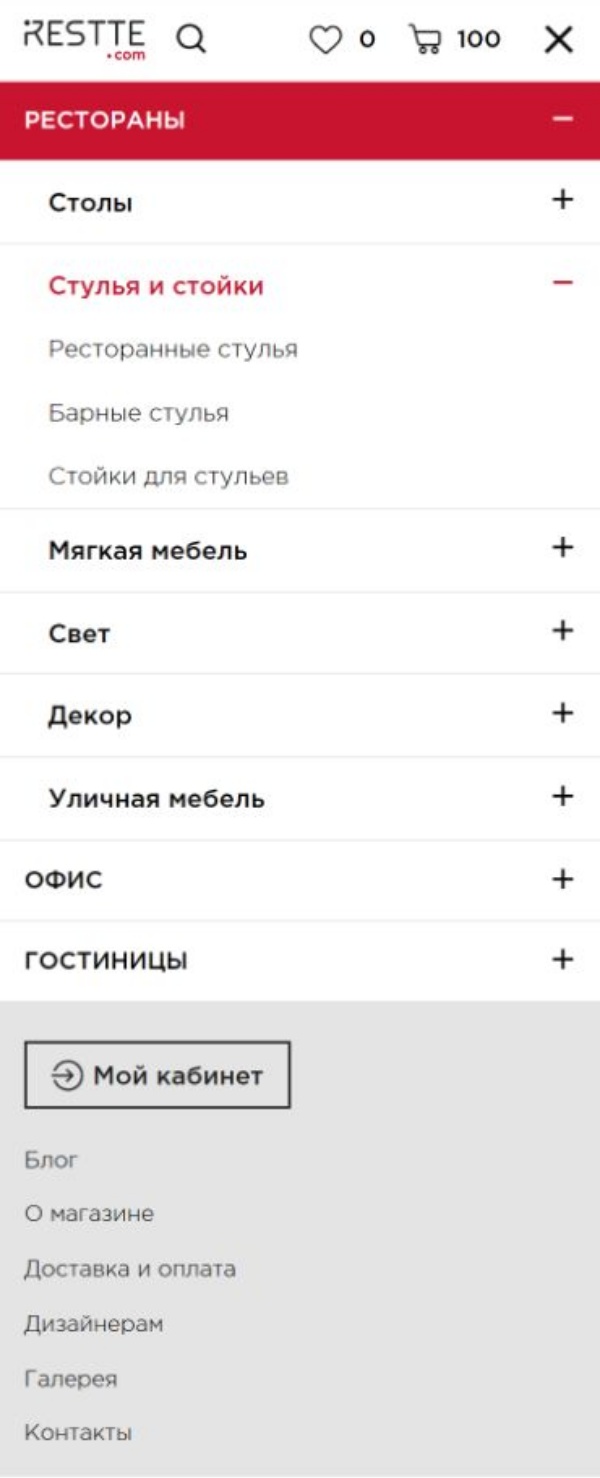 RESTTE
.com
0
100
РЕСТОРАНЫ
Столы
Стулья и стойки
Ресторанные стулья
Барные стулья
Стойки для стульев
Мягкая мебель
Свет
Декор
Уличная мебель
ОФИС
ГОСТИНИЦЫ
Мой кабинет
Блог
О магазине
Доставка и оплата
Дизайнерам
Галерея
Контакты